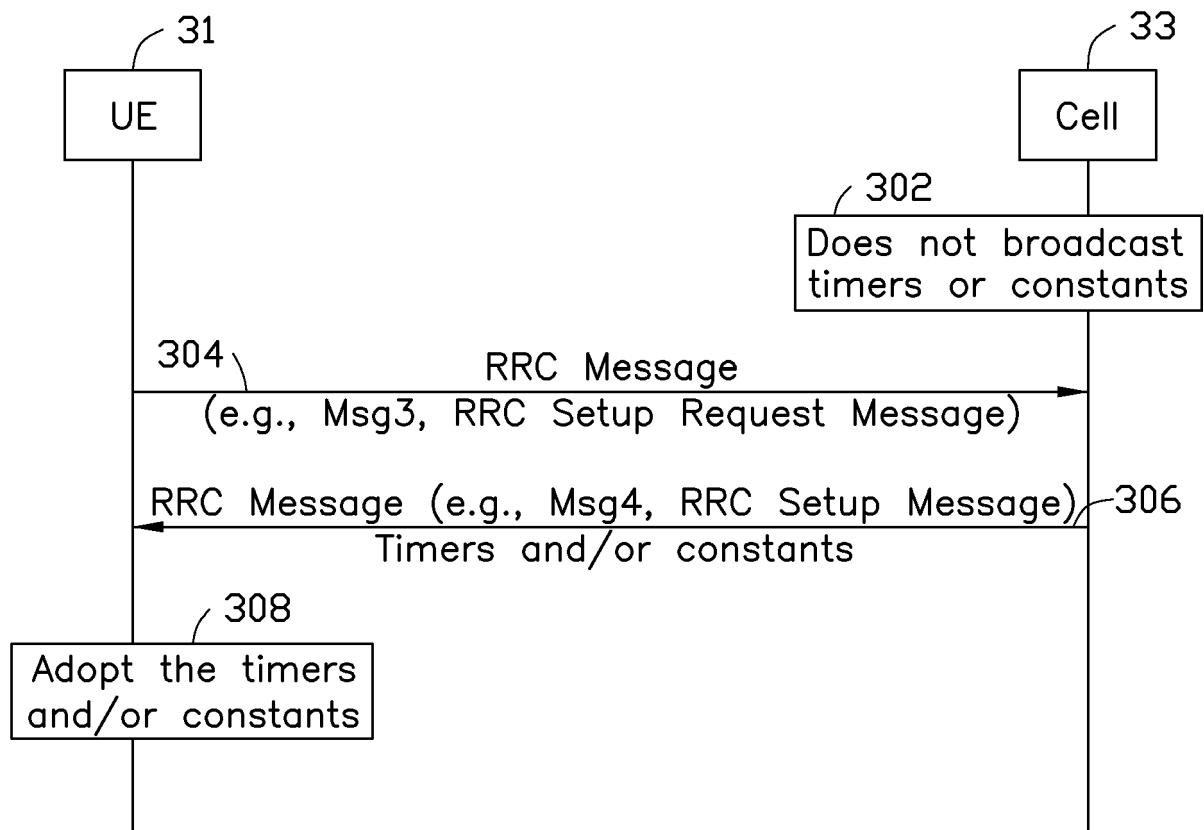 31
33
UE
Cell
302
Does not broadcast
timers or constants
304
RRC Message
(e.g., Msg3, RRC Setup Request Message)
RRC Message (e.g., Msg4, RRC Setup Message)
306
Timers and/or constants
308
Adopt the timers
and/or constants